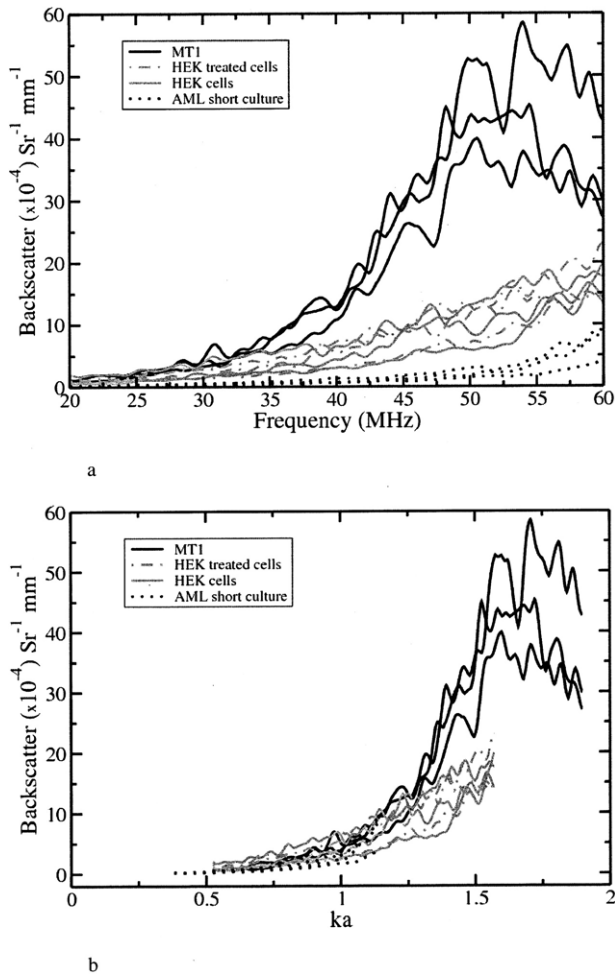 60
50
40
30
20
10
0
Backscatter (x10⁻⁴) Sr⁻¹ mm⁻¹
MT1
HEK treated cells
HEK cells
AML short culture
20 25 30 35 40 45 50 55 60
Frequency (MHz)
a
60
50
40
30
20
10
0
Backscatter (x10⁻⁴) Sr⁻¹ mm⁻¹
MT1
HEK treated cells
HEK cells
AML short culture
0 0.5 1 1.5 2
ka
b